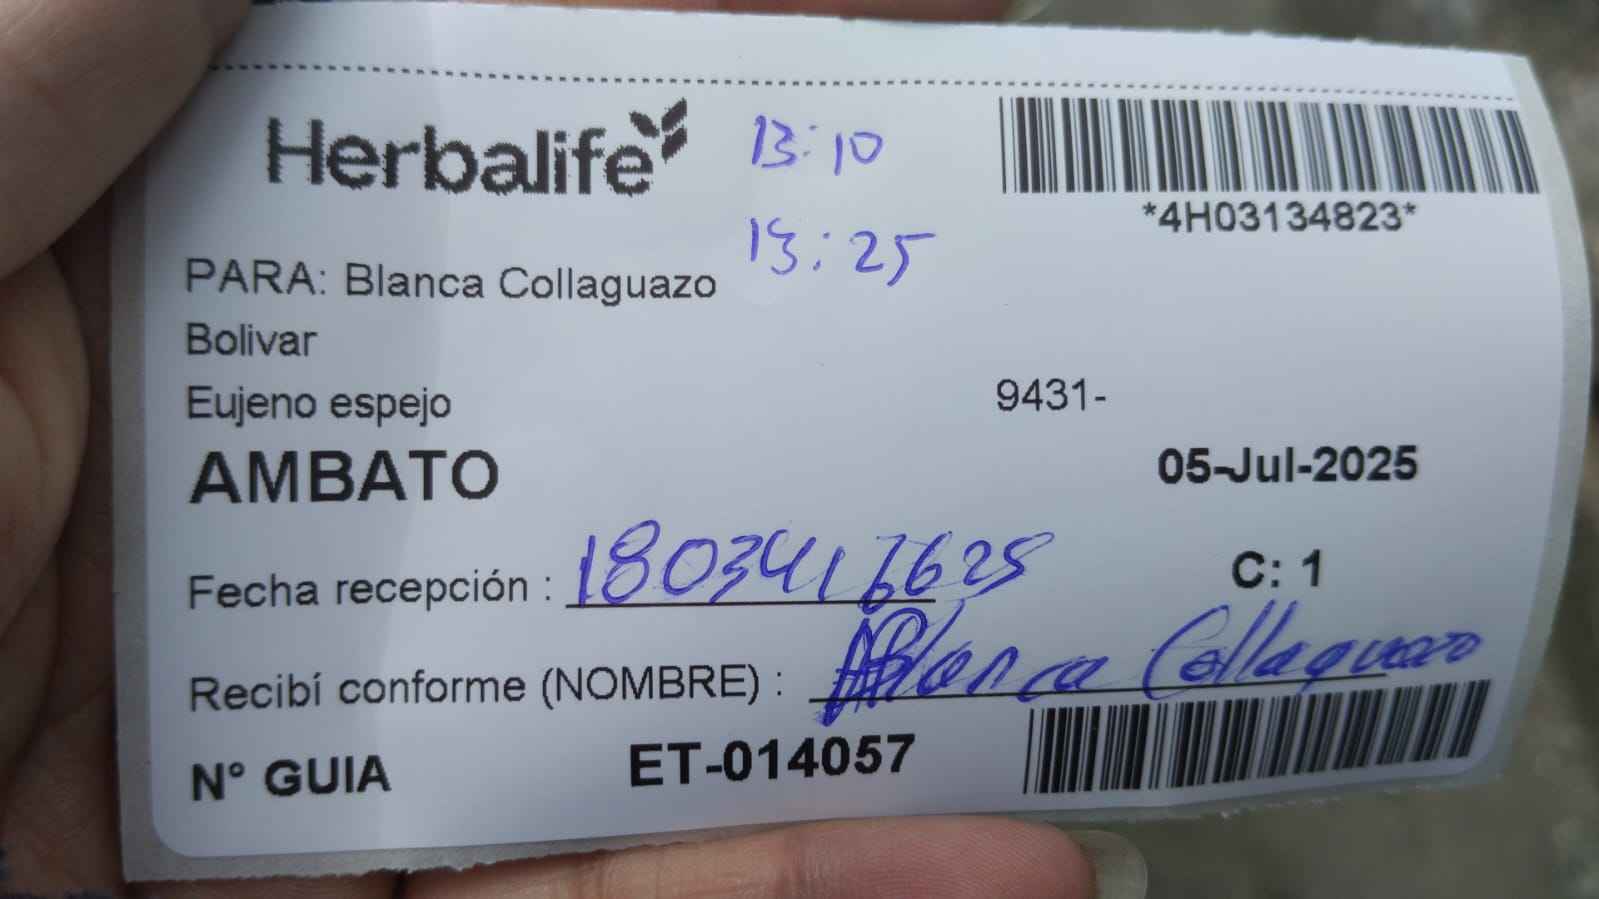 Herbalife
13:10
*4H03134823*
13:25
PARA: Blanca Collaguazo
Bolivar
Eujeno espejo
9431-
AMBATO
05-Jul-2025
Fecha recepción :
C: 1
Recibí conforme (NOMBRE) : Blanca Collaguazo
N° GUIA ET-014057